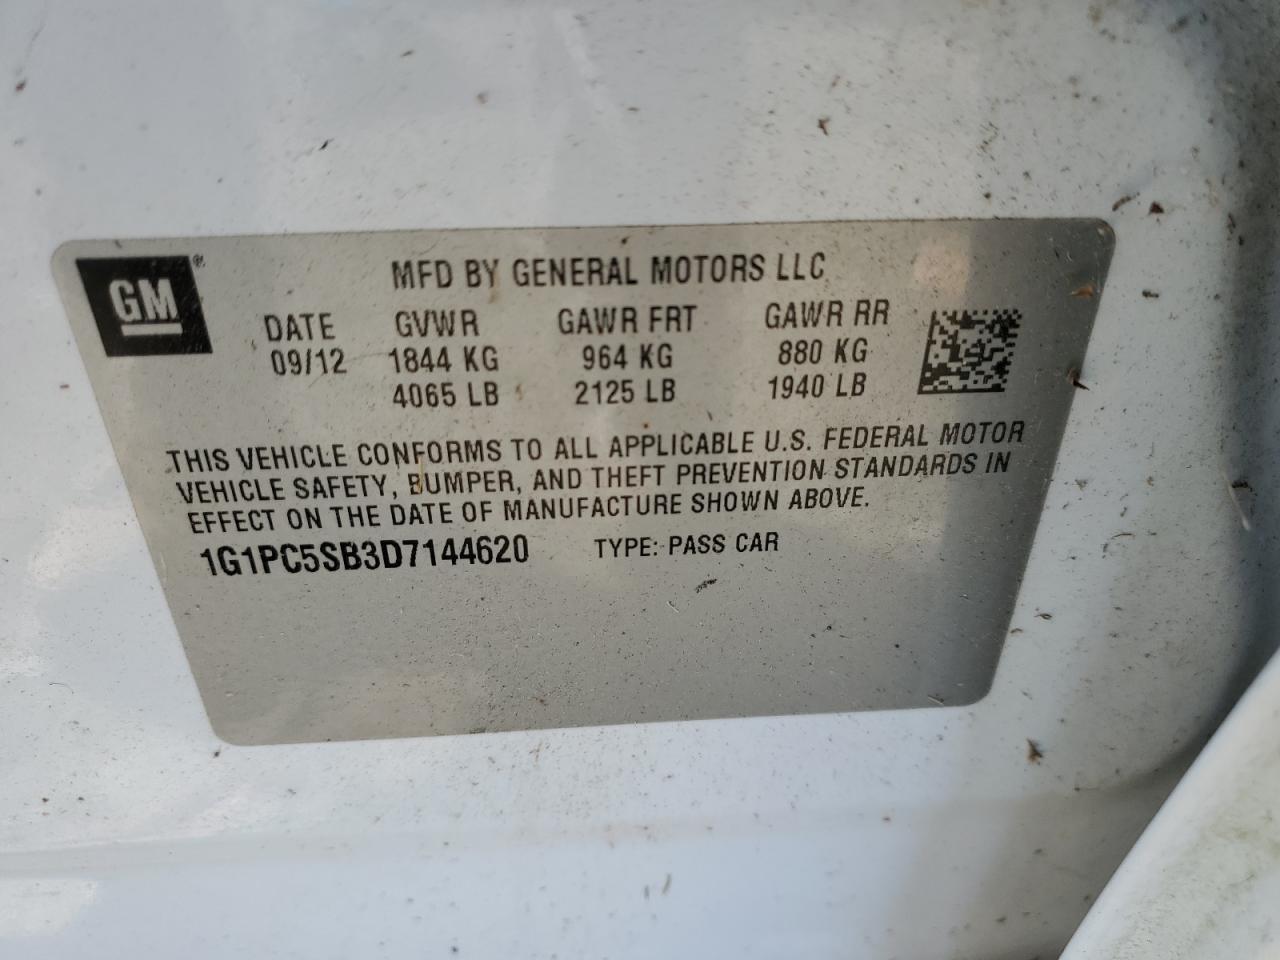 GM®
MFD BY GENERAL MOTORS LLC
DATE GVWR GAWR FRT GAWR RR
09/12 1844 KG 964 KG 880 KG
4065 LB 2125 LB 1940 LB
THIS VEHICLE CONFORMS TO ALL APPLICABLE U.S. FEDERAL MOTOR
VEHICLE SAFETY, BUMPER, AND THEFT PREVENTION STANDARDS IN
EFFECT ON THE DATE OF MANUFACTURE SHOWN ABOVE.
1G1PC5SB3D7144620 TYPE: PASS CAR